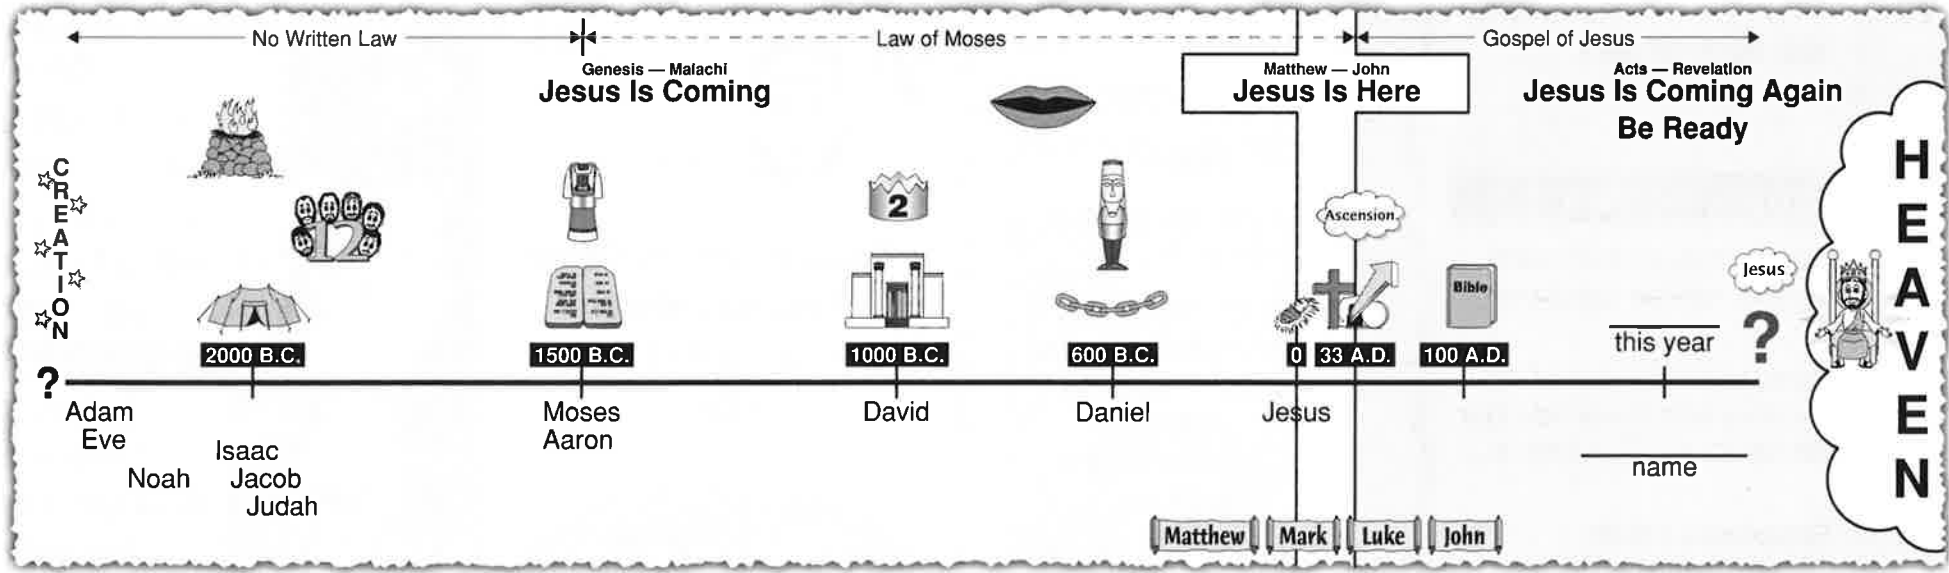 No Written Law
Law of Moses
Gospel of Jesus
Genesis — Malachi
Jesus Is Coming
Matthew — John
Jesus Is Here
Acts — Revelation
Jesus Is Coming Again
Be Ready
CREATION
12
2
Ascension
Bible
Jesus
HEAVEN
2000 B.C.
1500 B.C.
1000 B.C.
600 B.C.
0
33 A.D.
100 A.D.
this year
?
?
Adam
Eve
Noah
Isaac
Jacob
Judah
Moses
Aaron
David
Daniel
Jesus
name
Matthew
Mark
Luke
John